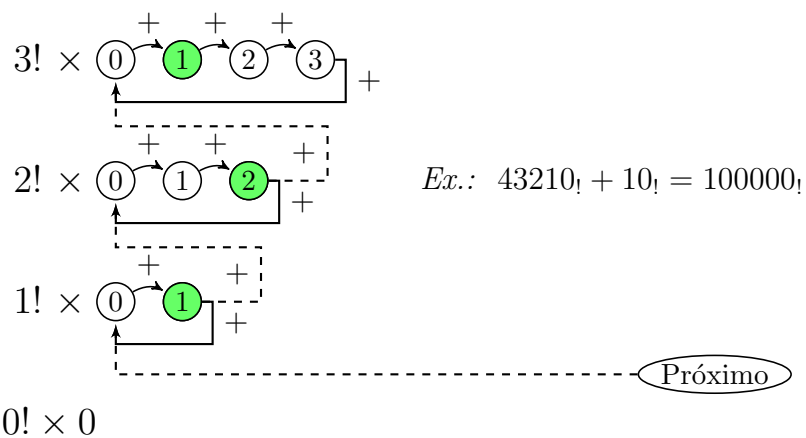 + + +
3! × 0 1 2 3
+
+ + +
2! × 0 1 2
+
Ex.: 43210! + 10! = 100000!
+ +
1! × 0 1
+
Próximo
0! × 0